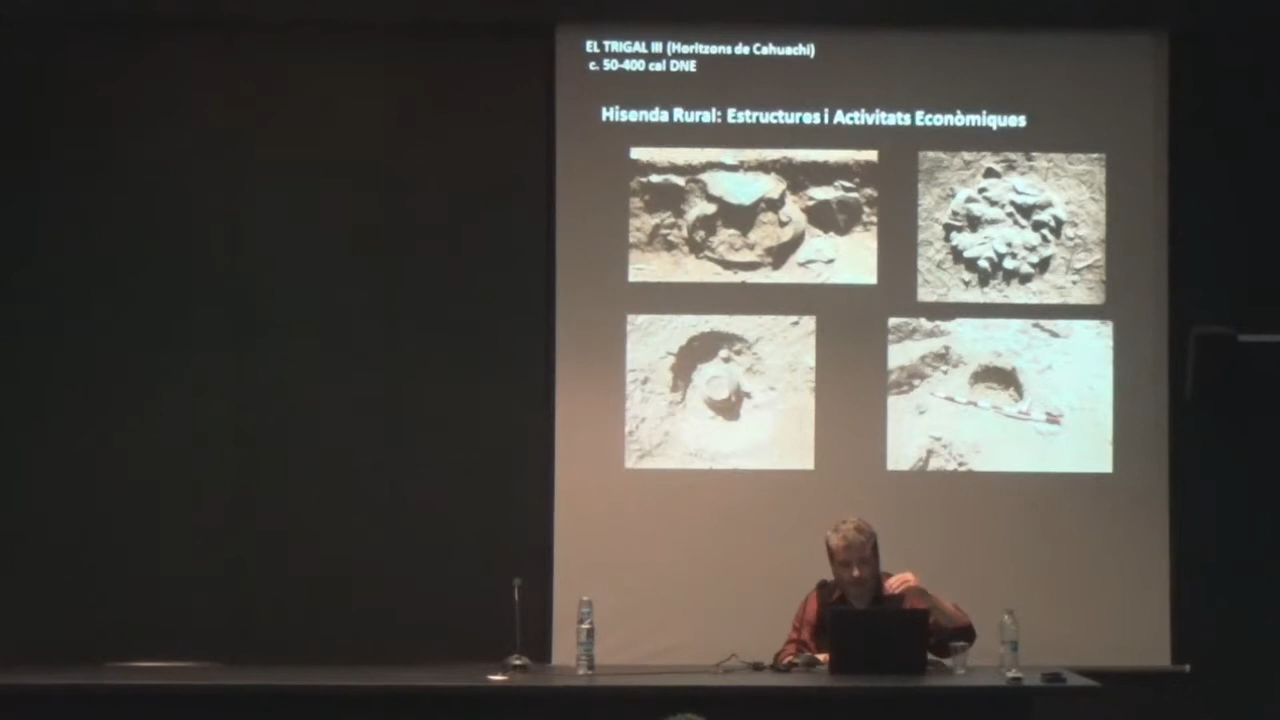 EL TRIGAL III (Horitzons de Cahuachi)
c. 50-400 cal DNE
Hisenda Rural: Estructures i Activitats Econòmiques